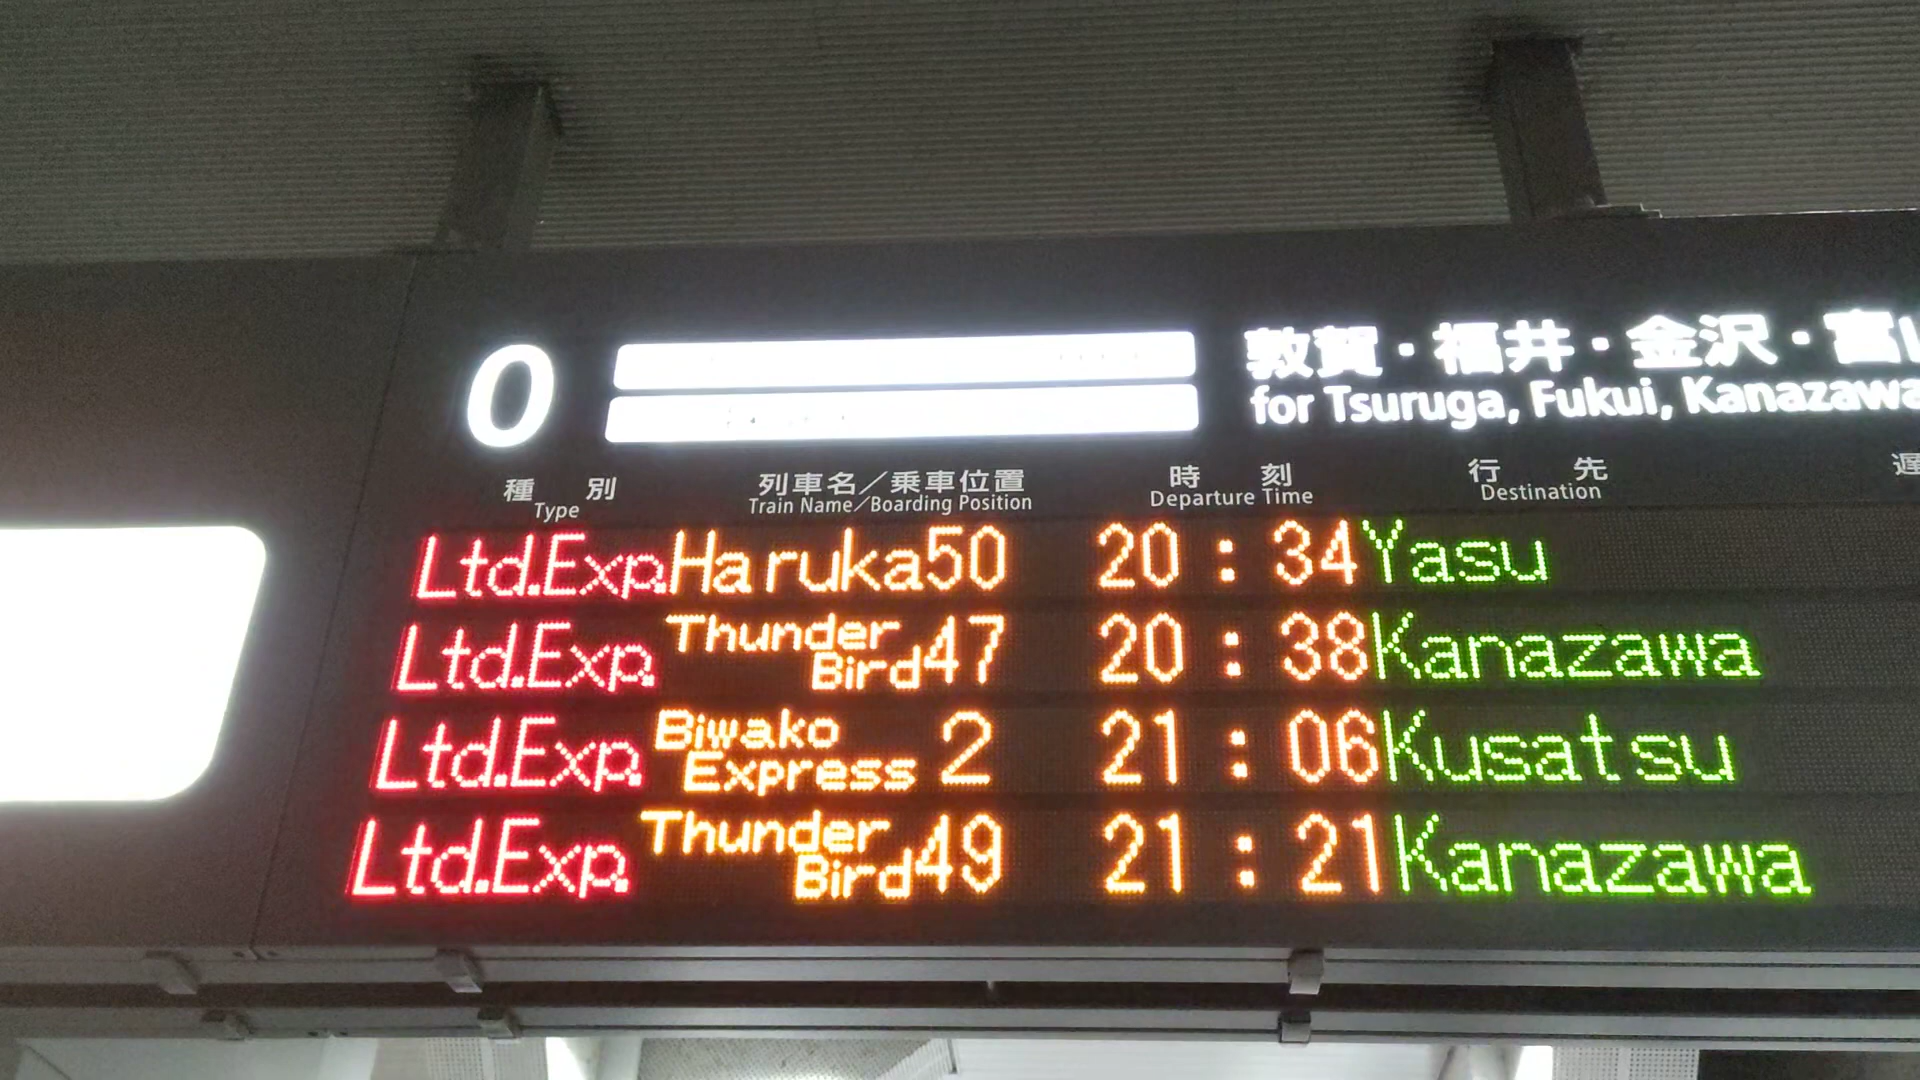 0
敦賀・福井・金沢・富
for Tsuruga, Fukui, Kanazawa
種別 列車名/乗車位置 時刻 行先 遅
Type Train Name/Boarding Position Departure Time Destination
Ltd.Exp. Haruka 50 20:34 Yasu
Ltd.Exp. Thunder Bird 47 20:38 Kanazawa
Ltd.Exp. Biwako Express 2 21:06 Kusatsu
Ltd.Exp. Thunder Bird 49 21:21 Kanazawa